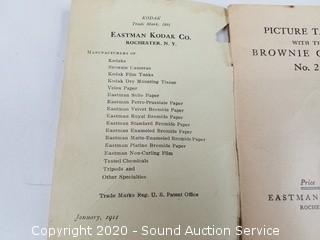 KODAK
Trade Mark, 1888
EASTMAN KODAK CO.
ROCHESTER, N. Y.
MANUFACTURERS OF
Kodaks
Brownie Cameras
Kodak Film Tanks
Kodak Dry Mounting Tissue
Velox Paper
Eastman Solio Paper
Eastman Ferro-Prussiate Paper
Eastman Velvet Bromide Paper
Eastman Royal Bromide Paper
Eastman Standard Bromide Paper
Eastman Enameled Bromide Paper
Eastman Matte-Enameled Bromide Paper
Eastman Platino Bromide Paper
Eastman Non-Curling Film
Tested Chemicals
Tripods and
Other Specialties
Trade Marks Reg. U. S. Patent Office
January, 1911
PICTURE TA
WITH T
BROWNIE C
No. 2
Price
EASTMAN
ROCHE
Copyright 2020 - Sound Auction Service